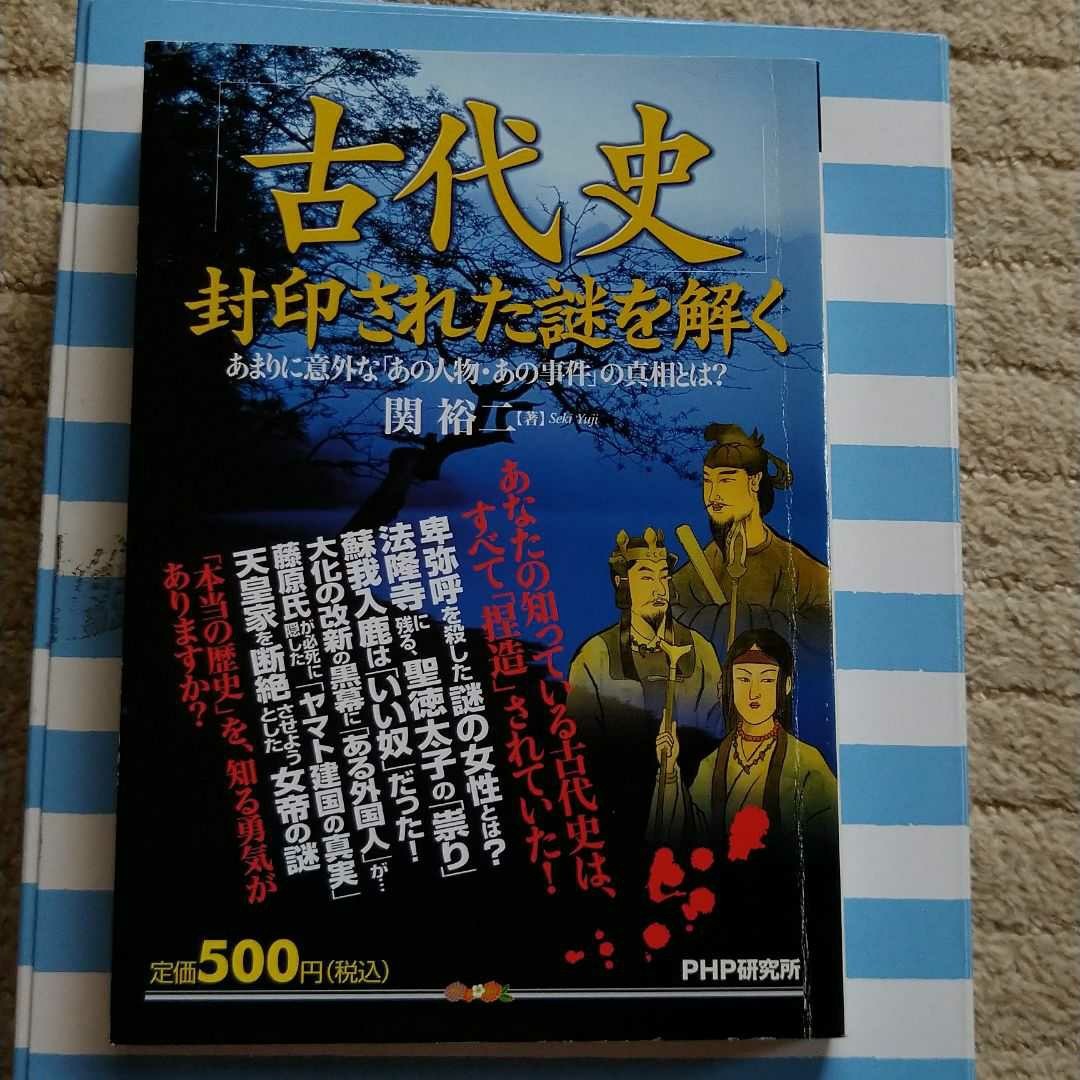 「古代史」
封印された謎を解く
あまりに意外な「あの人物・あの事件」の真相とは?
関 裕二【著】Seki Yuji
あなたの知っている古代史は、
すべて「捏造」されていた!
卑弥呼を殺した謎の女性とは?
法隆寺に残る、聖徳太子の「祟り」
蘇我入鹿は「いい奴」だった!
大化の改新の黒幕に「ある外国人」が…
藤原氏が必死に隠した「ヤマト建国の真実」
天皇家を断絶させようとした女帝の謎
「本当の歴史」を、知る勇気が
ありますか?
定価500円(税込)
PHP研究所